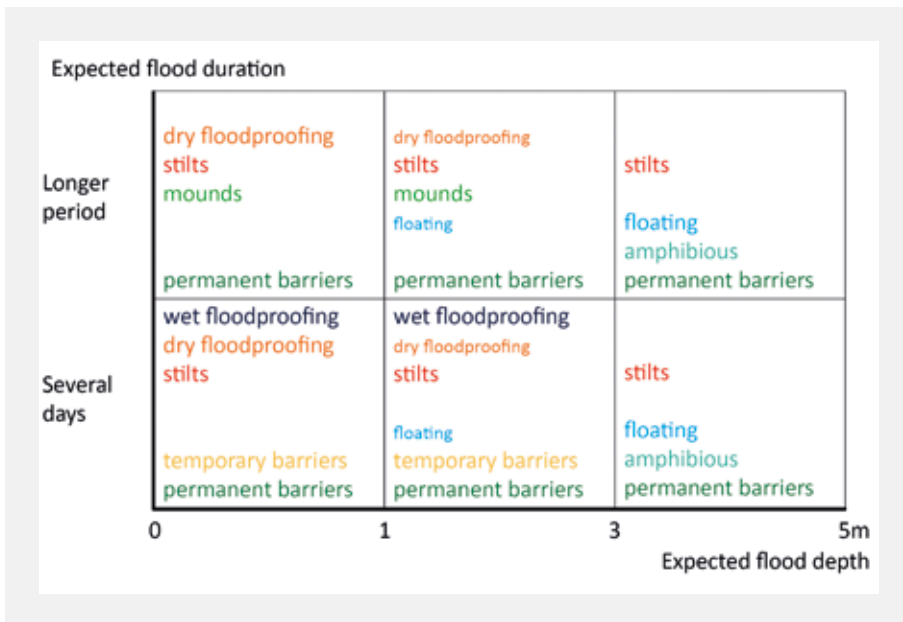 Expected flood duration
Longer
period
dry floodproofing
stilts
mounds
permanent barriers
dry floodproofing
stilts
mounds
floating
permanent barriers
stilts
floating
amphibious
permanent barriers
Several
days
wet floodproofing
dry floodproofing
stilts
temporary barriers
permanent barriers
wet floodproofing
dry floodproofing
stilts
floating
temporary barriers
permanent barriers
stilts
floating
amphibious
permanent barriers
0 1 3 5m
Expected flood depth